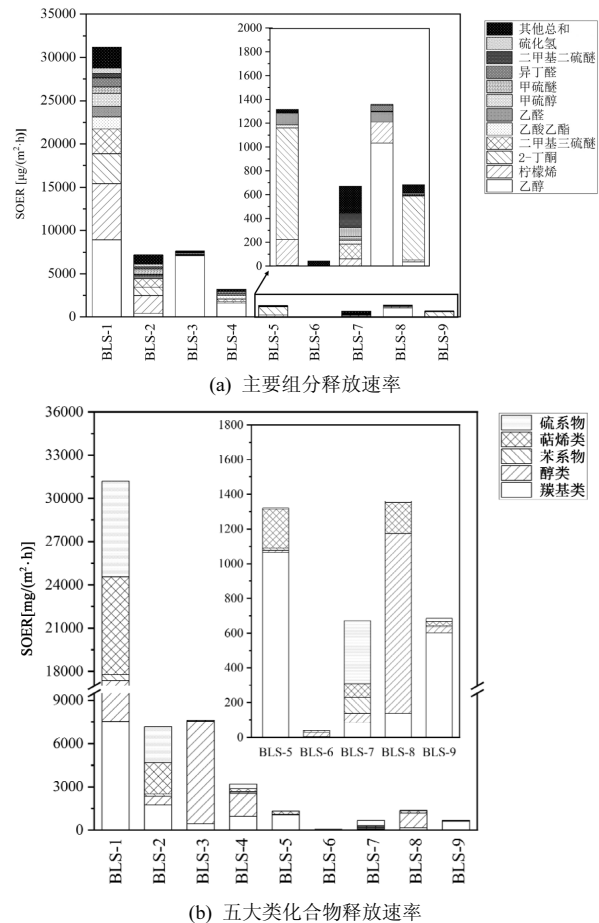 35000
30000
25000
20000
15000
10000
5000
0
SOER [μg/(m²·h)]
2000
1800
1600
1400
1200
1000
800
600
400
200
0
其他总和
硫化氢
二甲基二硫醚
异丁醛
甲硫醚
甲硫醇
乙醛
乙酸乙酯
二甲基三硫醚
2-丁酮
柠檬烯
乙醇
BLS-1
BLS-2
BLS-3
BLS-4
BLS-5
BLS-6
BLS-7
BLS-8
BLS-9
(a) 主要组分释放速率
36000
33000
30000
27000
24000
21000
18000
9000
6000
3000
0
SOER[mg/(m²·h)]
1800
1600
1400
1200
1000
800
600
400
200
0
BLS-5 BLS-6 BLS-7 BLS-8 BLS-9
硫系物
萜烯类
苯系物
醇类
羰基类
BLS-1
BLS-2
BLS-3
BLS-4
BLS-5
BLS-6
BLS-7
BLS-8
BLS-9
(b) 五大类化合物释放速率